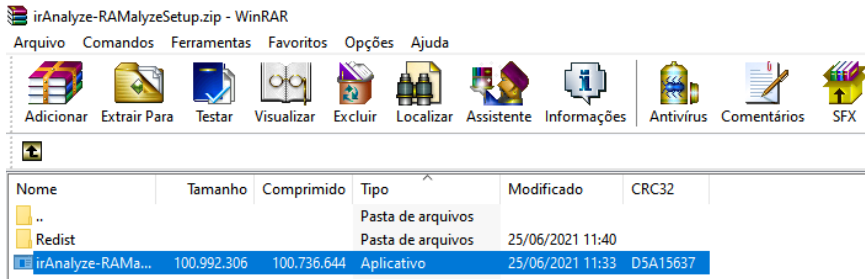 irAnalyze-RAMalyzeSetup.zip - WinRAR
Arquivo Comandos Ferramentas Favoritos Opções Ajuda
Adicionar Extrair Para Testar Visualizar Excluir Localizar Assistente Informações Antivírus Comentários SFX
Nome Tamanho Comprimido Tipo Modificado CRC32
.. Pasta de arquivos
Redist Pasta de arquivos 25/06/2021 11:40
irAnalyze-RAMa... 100.992.306 100.736.644 Aplicativo 25/06/2021 11:33 D5A15637